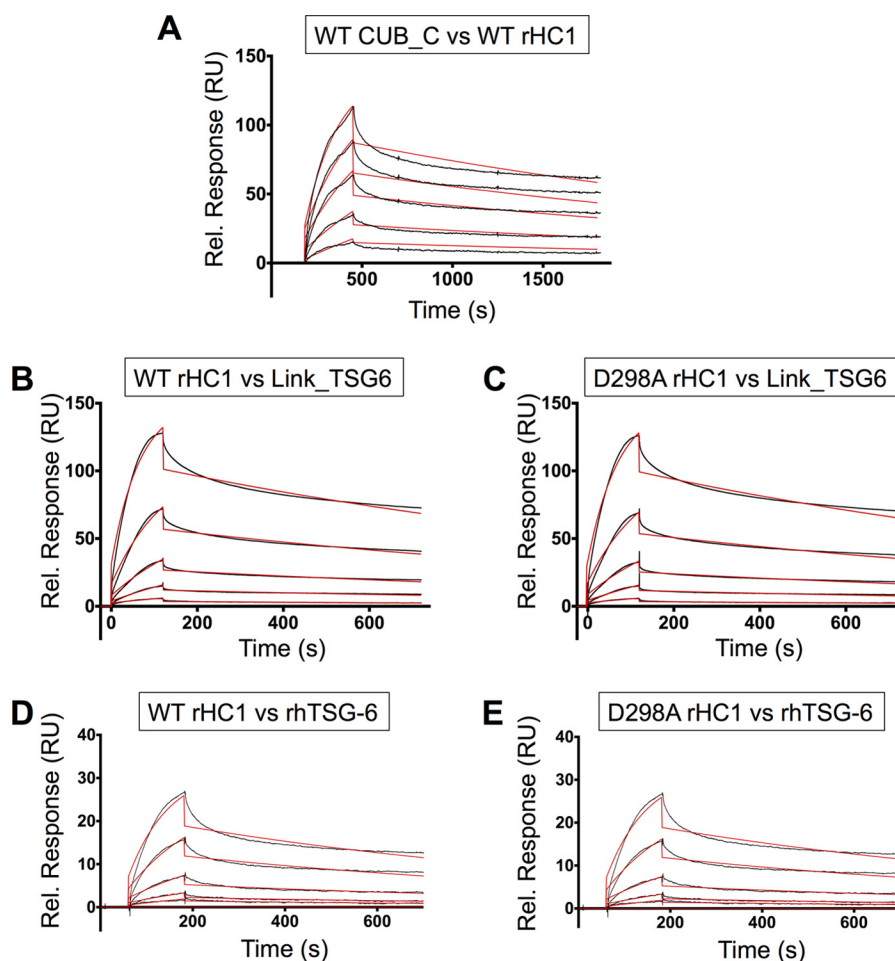 A
WT CUB_C vs WT rHC1
Rel. Response (RU)
150
100
50
0
500
1000
1500
Time (s)
B
WT rHC1 vs Link_TSG6
Rel. Response (RU)
150
100
50
0
0
200
400
600
Time (s)
C
D298A rHC1 vs Link_TSG6
Rel. Response (RU)
150
100
50
0
0
200
400
600
Time (s)
D
WT rHC1 vs rhTSG-6
Rel. Response (RU)
40
30
20
10
0
200
400
600
Time (s)
E
D298A rHC1 vs rhTSG-6
Rel. Response (RU)
40
30
20
10
0
200
400
600
Time (s)